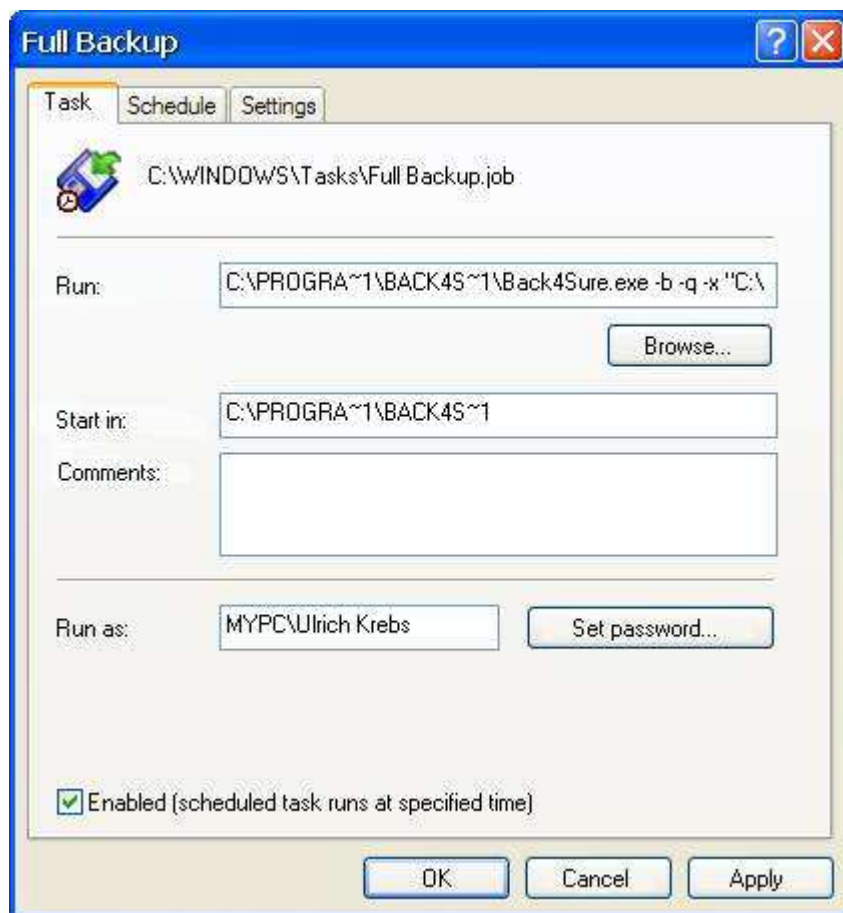 Full Backup
Task Schedule Settings
C:\WINDOWS\Tasks\Full Backup.job
Run: C:\PROGRA~1\BACK4S~1\Back4Sure.exe -b -q -x "C:\
Browse...
Start in: C:\PROGRA~1\BACK4S~1
Comments:
Run as: MYPC\Ulrich Krebs Set password...
Enabled (scheduled task runs at specified time)
OK Cancel Apply